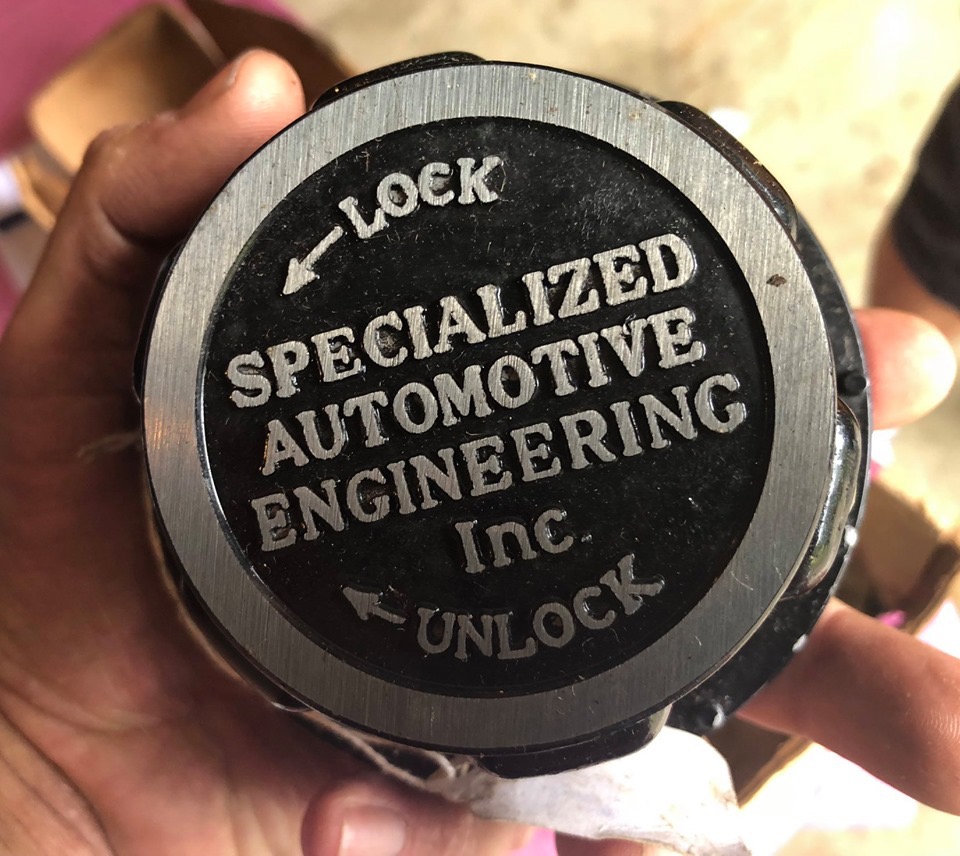 LOCK
SPECIALIZED
AUTOMOTIVE
ENGINEERING
Inc.
UNLOCK